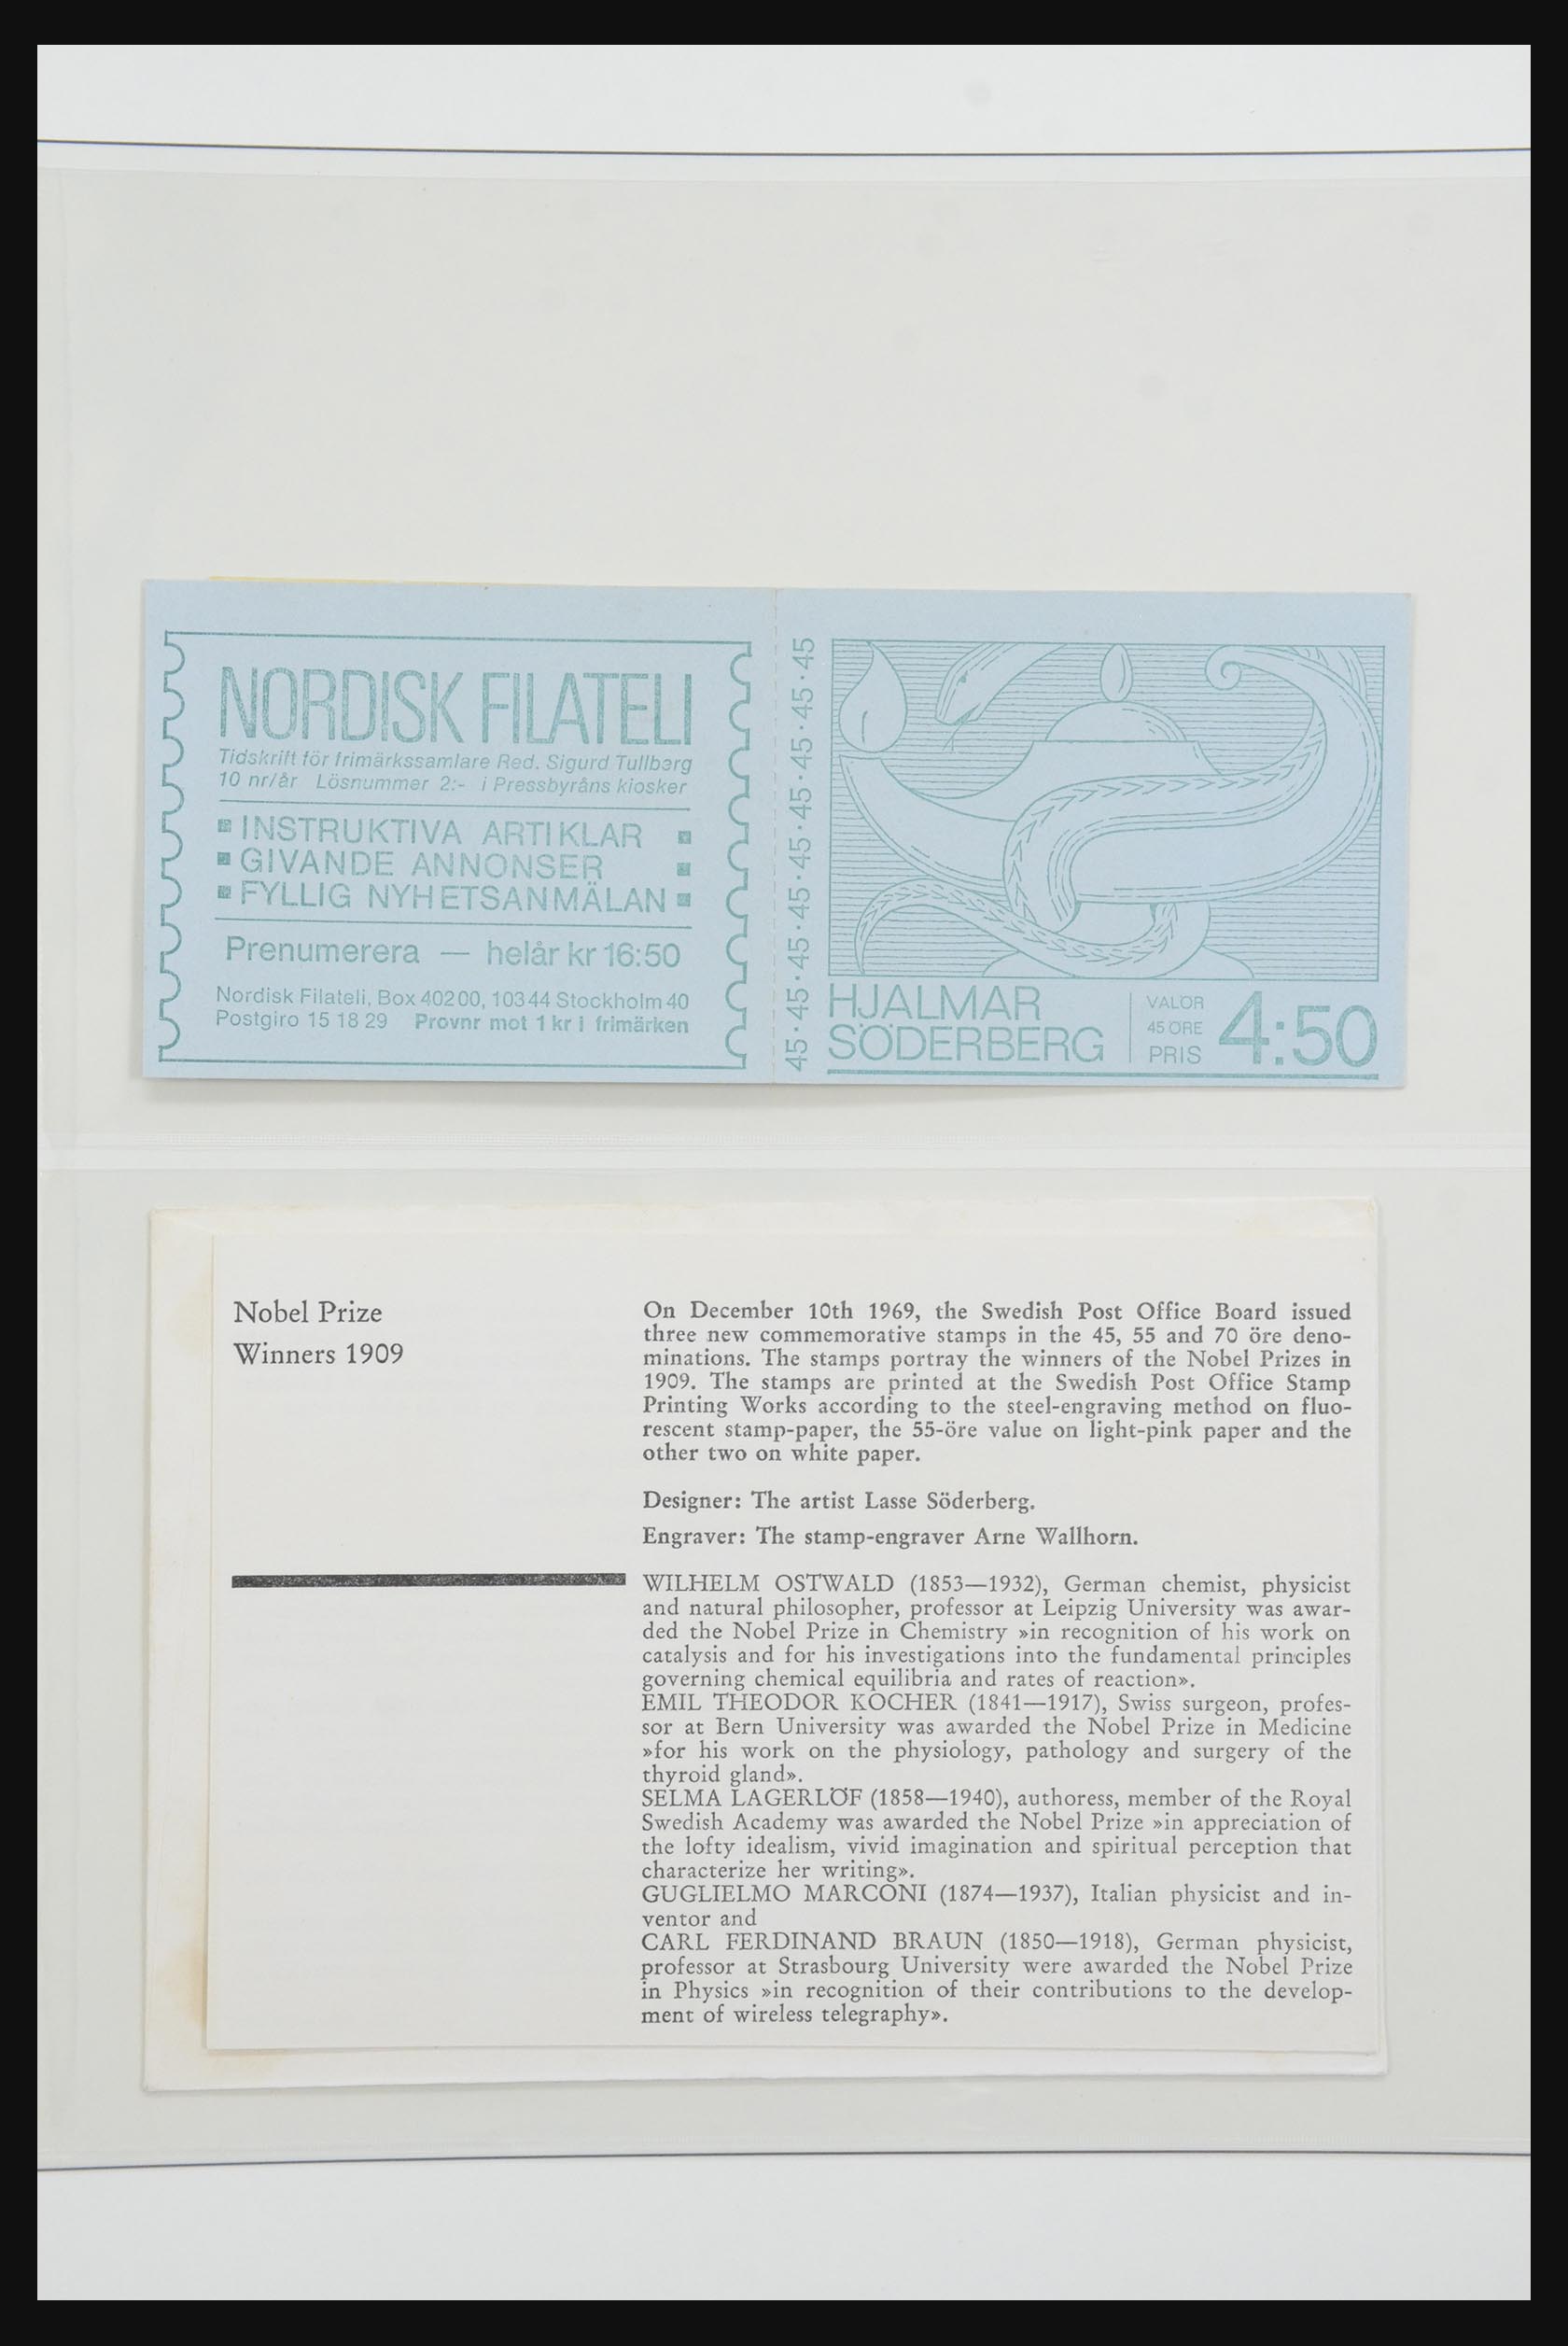 NORDISK FILATELI
Tidskrift för frimärkssamlare Red. Sigurd Tullberg
10 nr/år Lösnummer 2:- i Pressbyråns kiosker
INSTRUKTIVA ARTIKLAR
GIVANDE ANNONSER
FYLLIG NYHETSANMÄLAN
Prenumerera — helår kr 16:50
Nordisk Filateli, Box 40200, 10344 Stockholm 40
Postgiro 15 18 29 Provnr mot 1 kr i frimärken
45·45·45·45·45·45·45·45·45
HJALMAR
SÖDERBERG
VALÖR
45 ÖRE
PRIS
4:50
Nobel Prize
Winners 1909
On December 10th 1969, the Swedish Post Office Board issued
three new commemorative stamps in the 45, 55 and 70 öre deno-
minations. The stamps portray the winners of the Nobel Prizes in
1909. The stamps are printed at the Swedish Post Office Stamp
Printing Works according to the steel-engraving method on fluo-
rescent stamp-paper, the 55-öre value on light-pink paper and the
other two on white paper.
Designer: The artist Lasse Söderberg.
Engraver: The stamp-engraver Arne Wallhorn.
WILHELM OSTWALD (1853—1932), German chemist, physicist
and natural philosopher, professor at Leipzig University was awar-
ded the Nobel Prize in Chemistry »in recognition of his work on
catalysis and for his investigations into the fundamental principles
governing chemical equilibria and rates of reaction».
EMIL THEODOR KOCHER (1841—1917), Swiss surgeon, profes-
sor at Bern University was awarded the Nobel Prize in Medicine
»for his work on the physiology, pathology and surgery of the
thyroid gland».
SELMA LAGERLÖF (1858—1940), authoress, member of the Royal
Swedish Academy was awarded the Nobel Prize »in appreciation of
the lofty idealism, vivid imagination and spiritual perception that
characterize her writing».
GUGLIELMO MARCONI (1874—1937), Italian physicist and in-
ventor and
CARL FERDINAND BRAUN (1850—1918), German physicist,
professor at Strasbourg University were awarded the Nobel Prize
in Physics »in recognition of their contributions to the develop-
ment of wireless telegraphy».